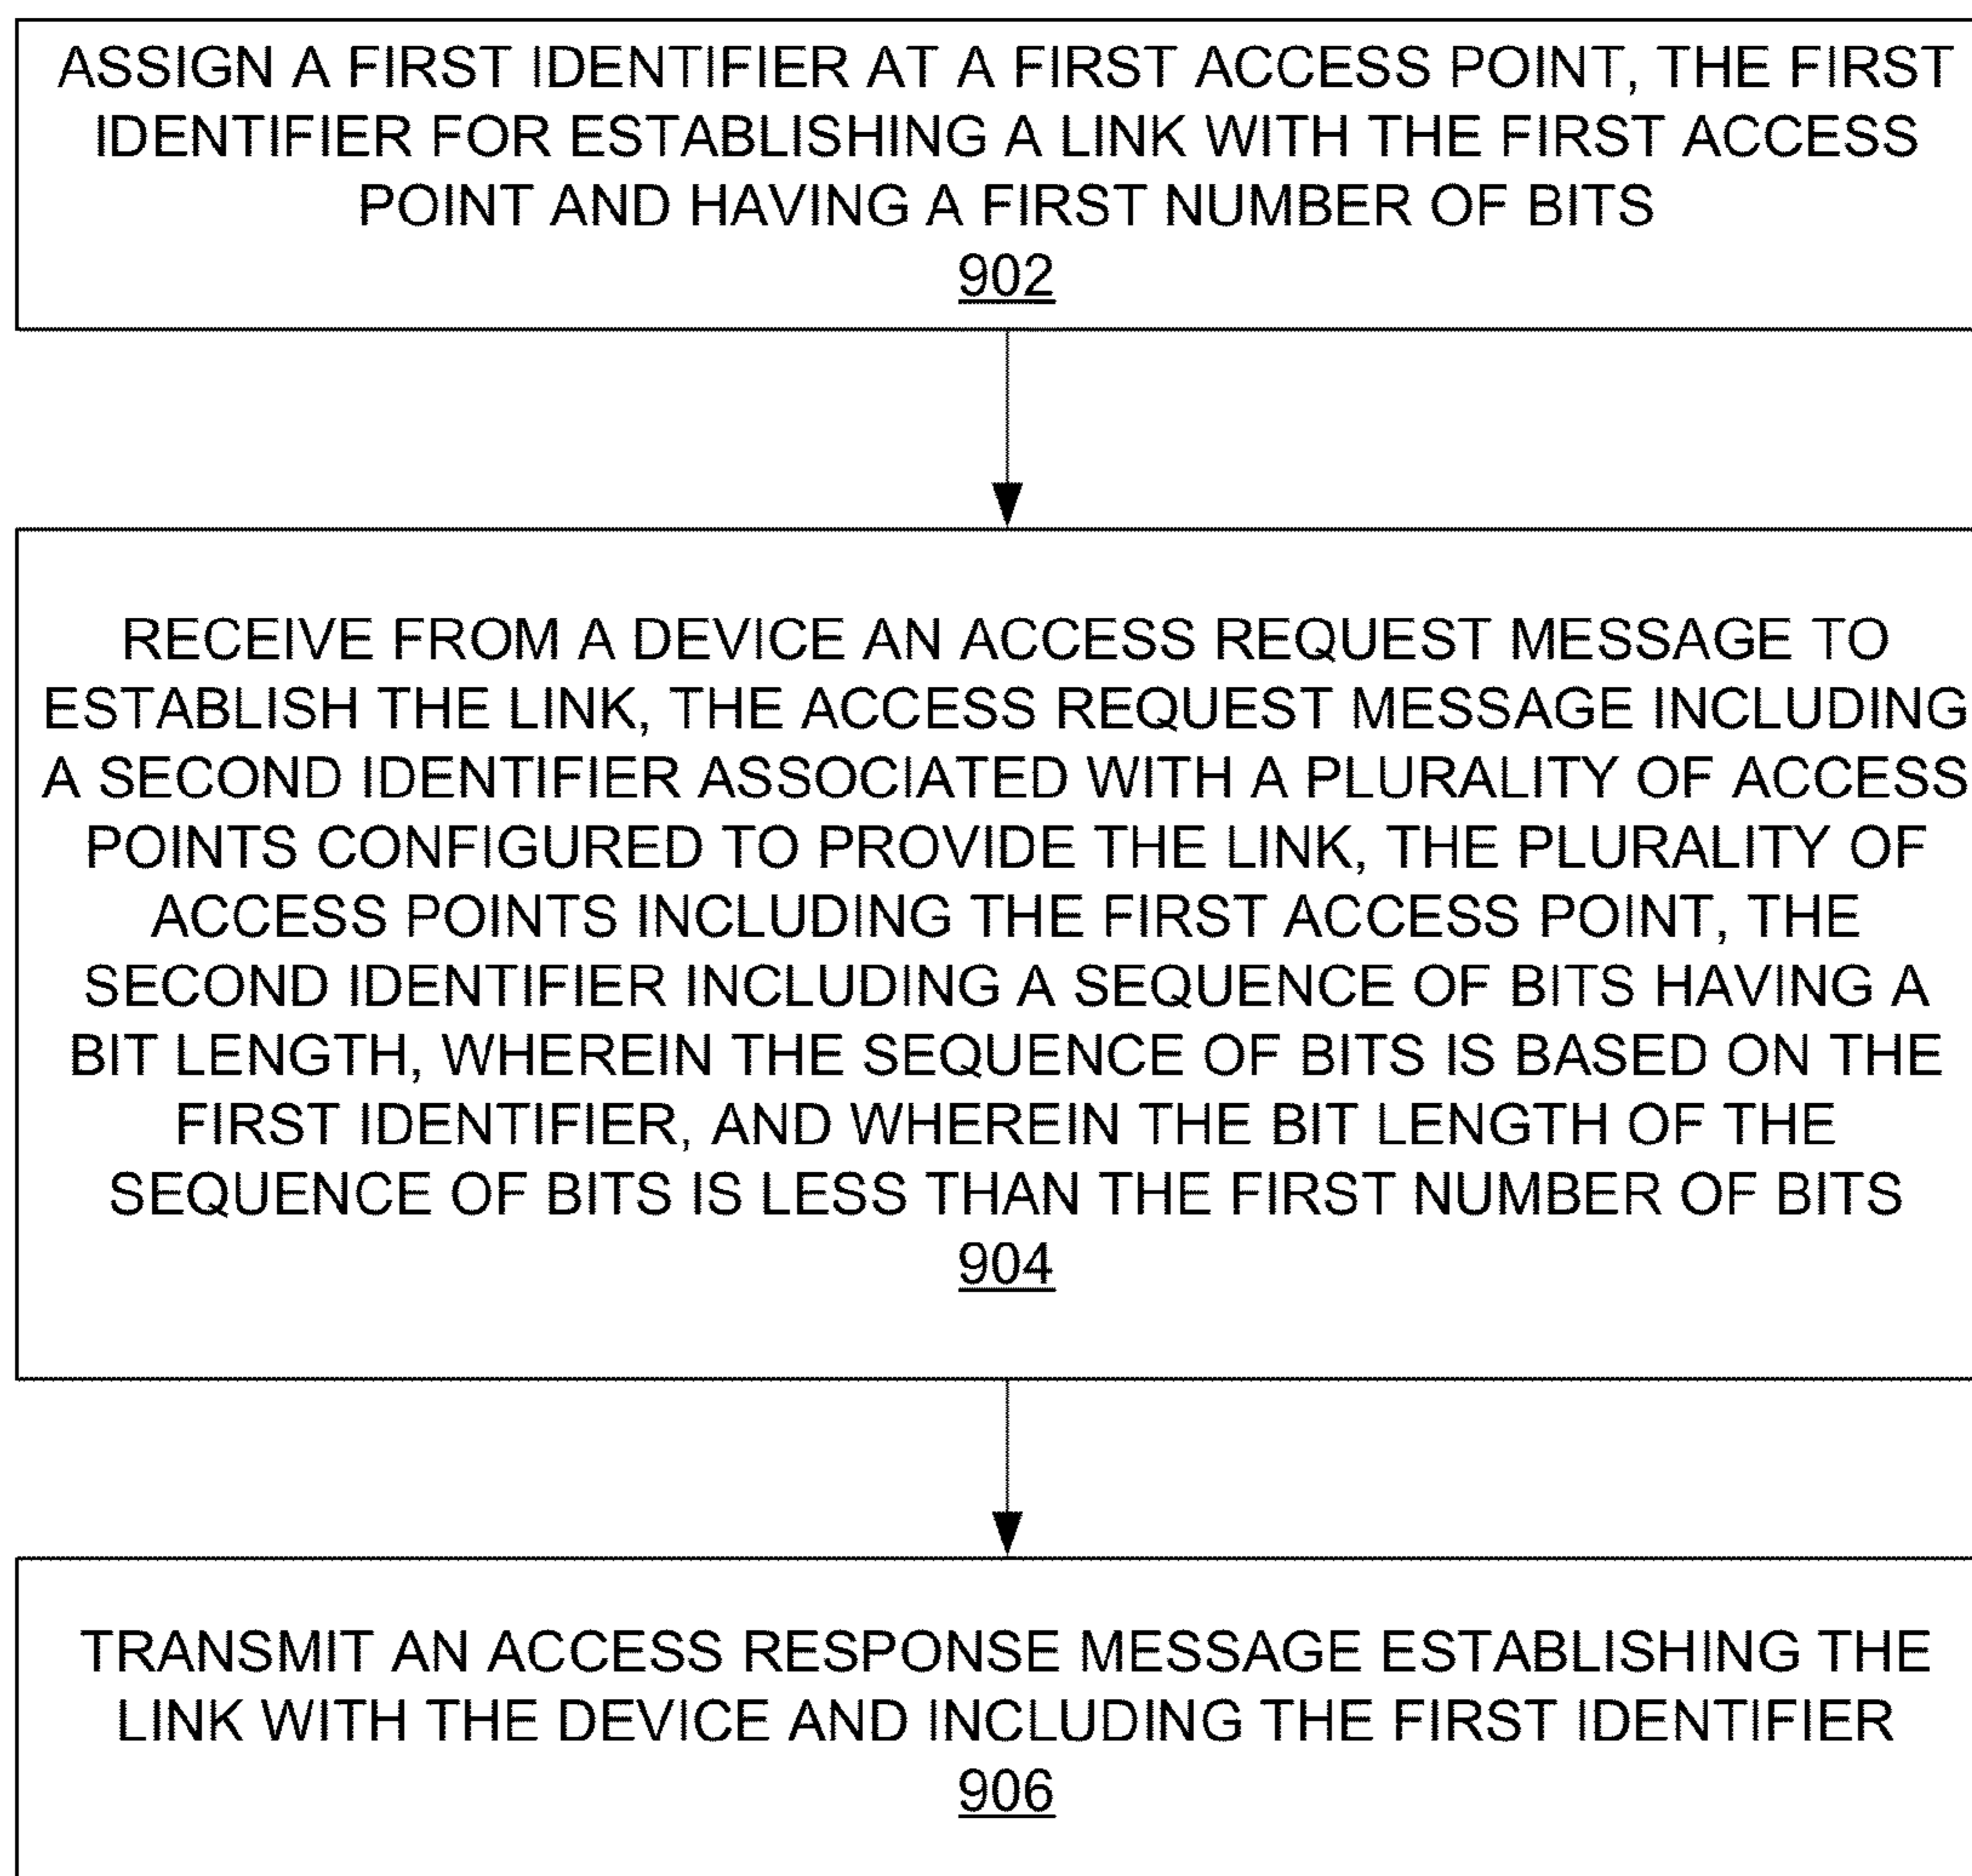 ASSIGN A FIRST IDENTIFIER AT A FIRST ACCESS POINT, THE FIRST
IDENTIFIER FOR ESTABLISHING A LINK WITH THE FIRST ACCESS
POINT AND HAVING A FIRST NUMBER OF BITS
902
RECEIVE FROM A DEVICE AN ACCESS REQUEST MESSAGE TO
ESTABLISH THE LINK, THE ACCESS REQUEST MESSAGE INCLUDING
A SECOND IDENTIFIER ASSOCIATED WITH A PLURALITY OF ACCESS
POINTS CONFIGURED TO PROVIDE THE LINK, THE PLURALITY OF
ACCESS POINTS INCLUDING THE FIRST ACCESS POINT, THE
SECOND IDENTIFIER INCLUDING A SEQUENCE OF BITS HAVING A
BIT LENGTH, WHEREIN THE SEQUENCE OF BITS IS BASED ON THE
FIRST IDENTIFIER, AND WHEREIN THE BIT LENGTH OF THE
SEQUENCE OF BITS IS LESS THAN THE FIRST NUMBER OF BITS
904
TRANSMIT AN ACCESS RESPONSE MESSAGE ESTABLISHING THE
LINK WITH THE DEVICE AND INCLUDING THE FIRST IDENTIFIER
906